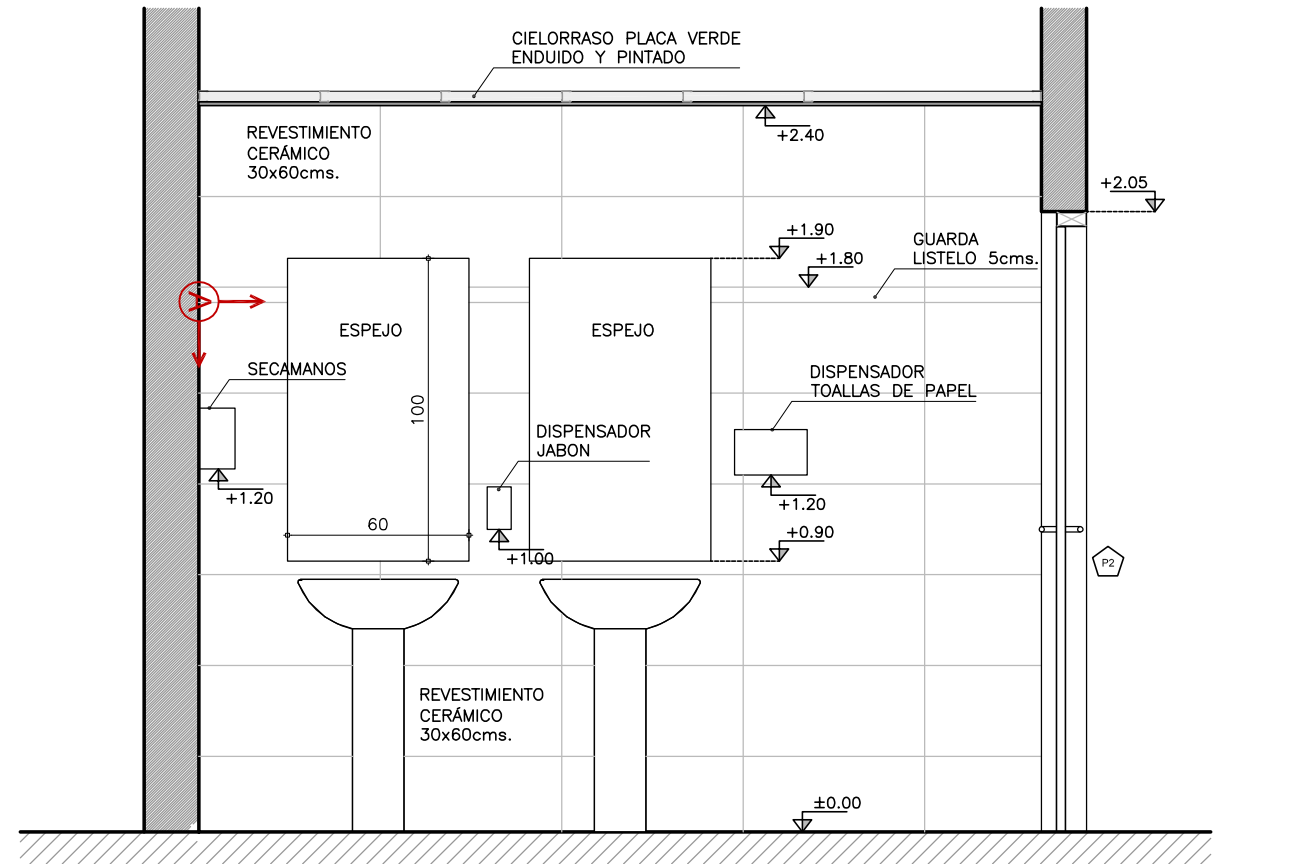 CIELORRASO PLACA VERDE
ENDUIDO Y PINTADO
REVESTIMIENTO
CERÁMICO
30x60cms.
+2.40
+2.05
+1.90
+1.80
GUARDA
LISTELO 5cms.
A
ESPEJO
ESPEJO
SECAMANOS
DISPENSADOR
TOALLAS DE PAPEL
100
DISPENSADOR
JABON
+1.20
+1.20
60
+1.00
+0.90
P2
REVESTIMIENTO
CERÁMICO
30x60cms.
±0.00